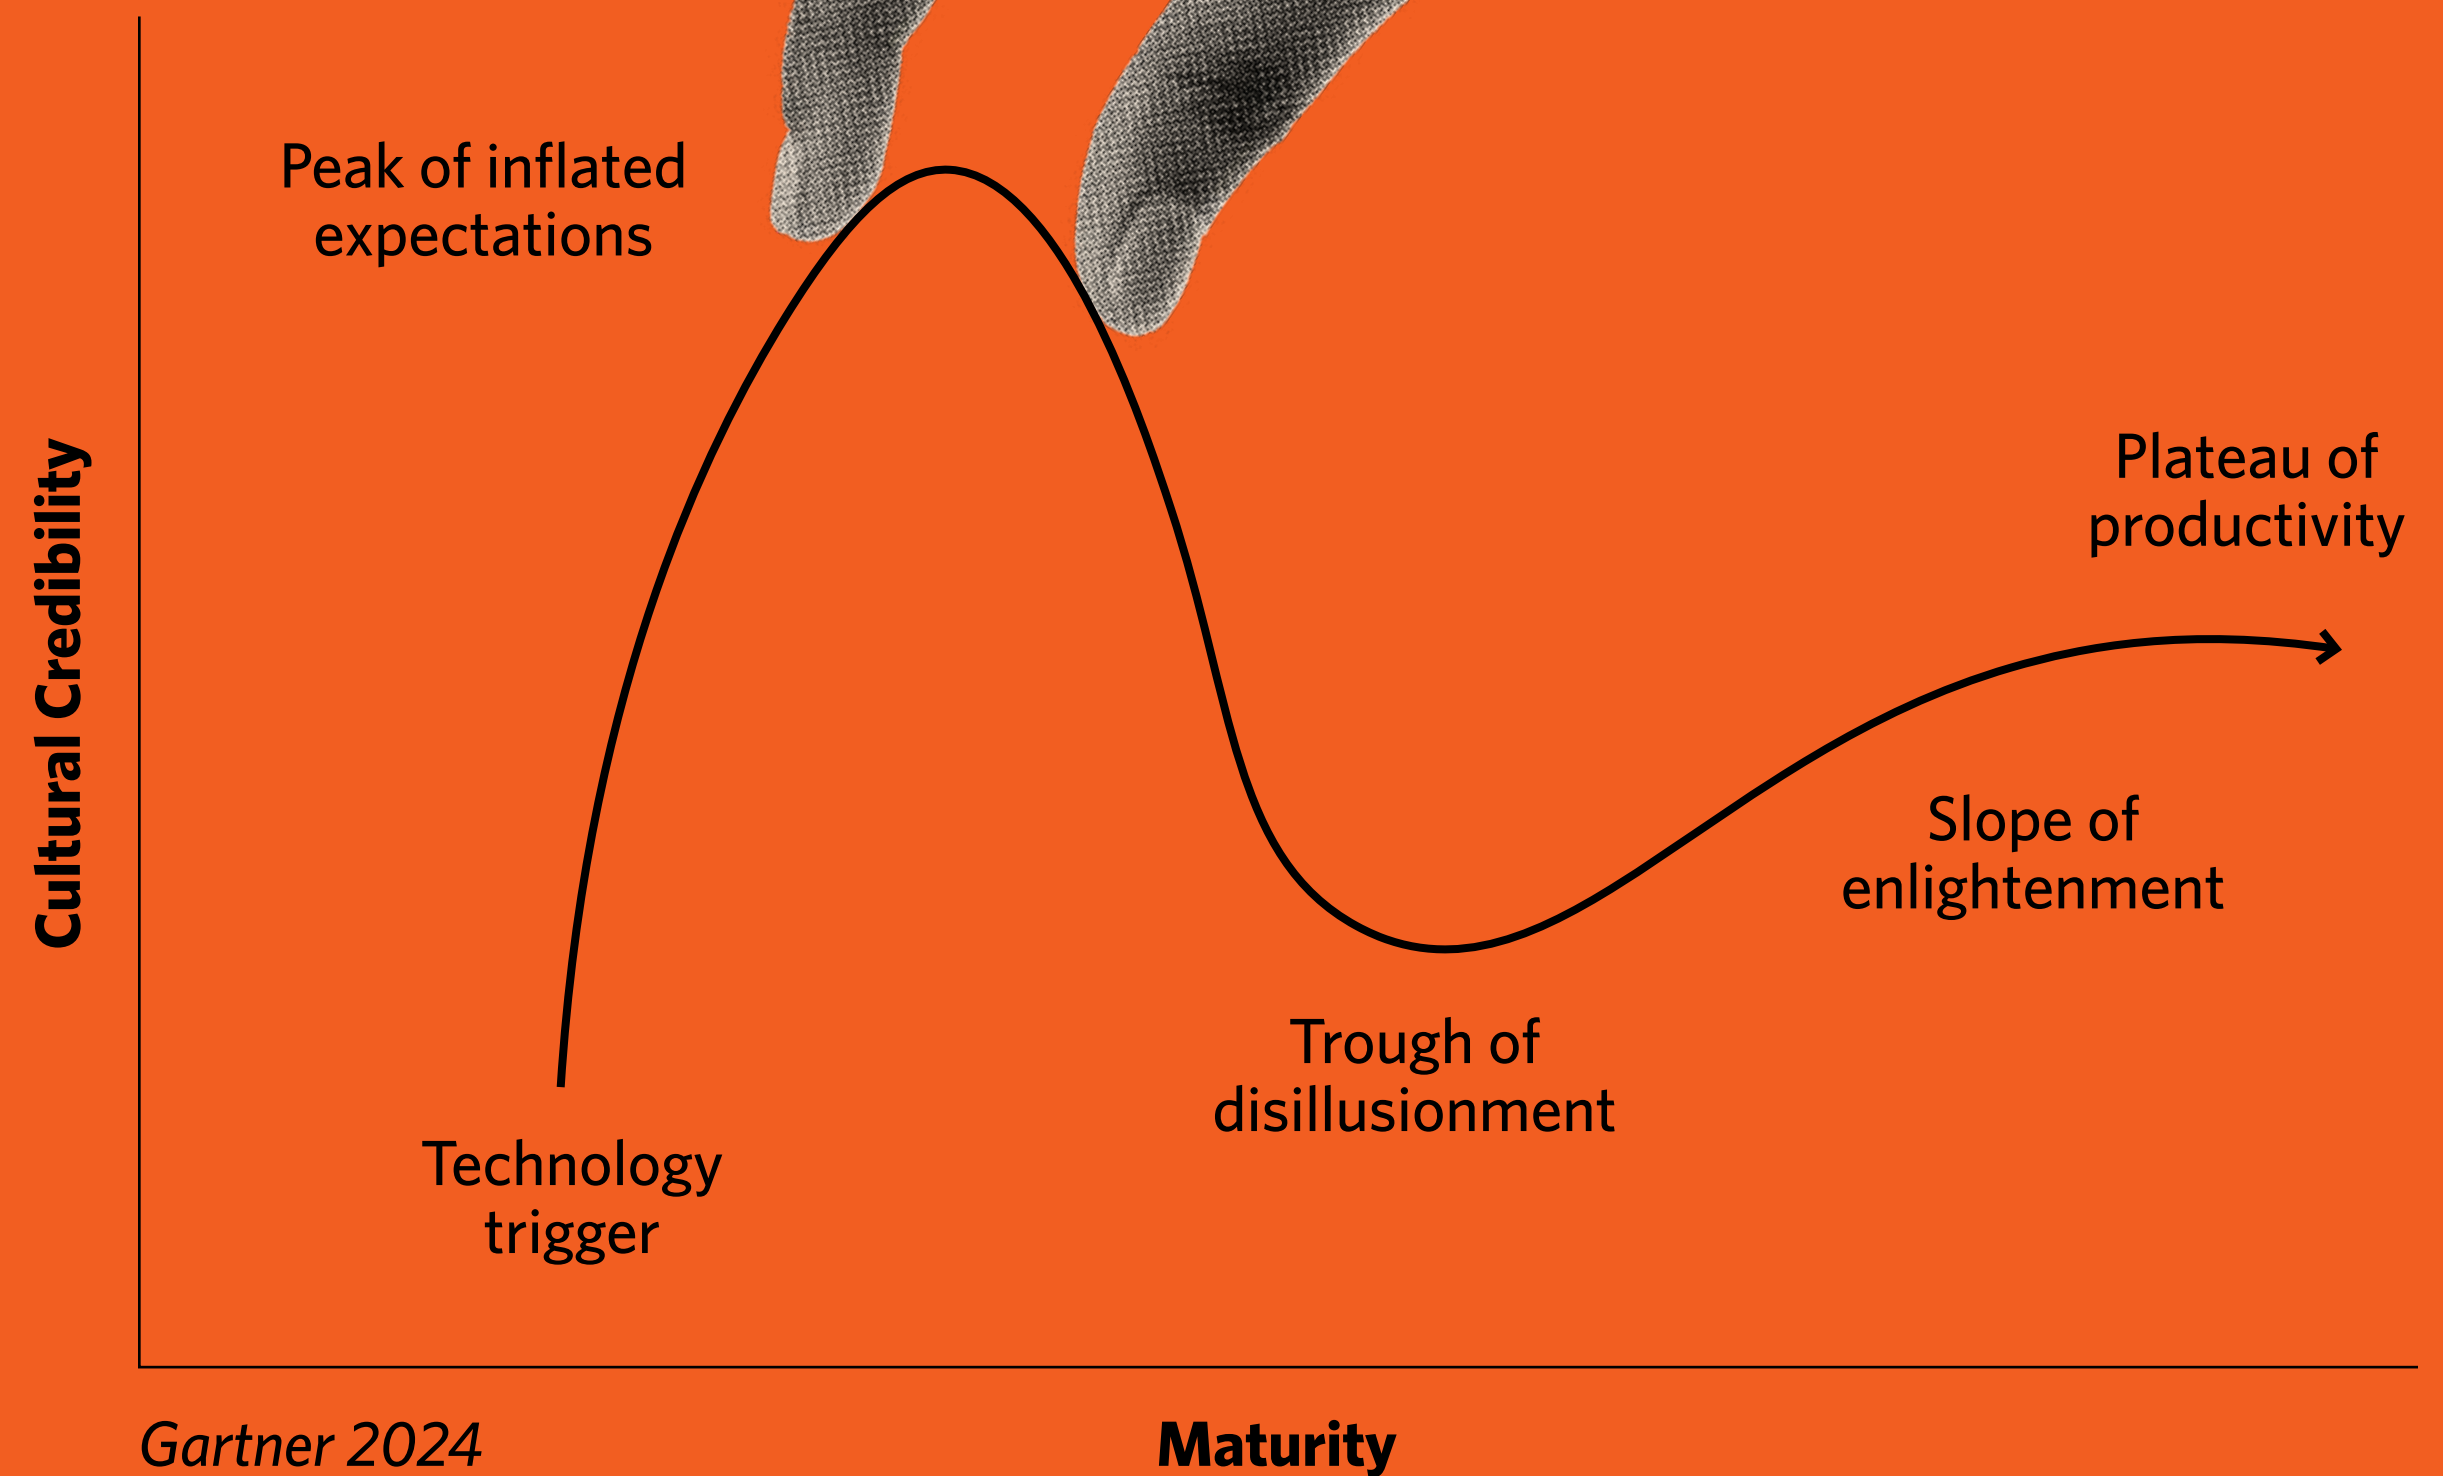 Peak of inflated
expectations
Cultural Credibility
Plateau of
productivity
Slope of
enlightenment
Trough of
disillusionment
Technology
trigger
Gartner 2024
Maturity